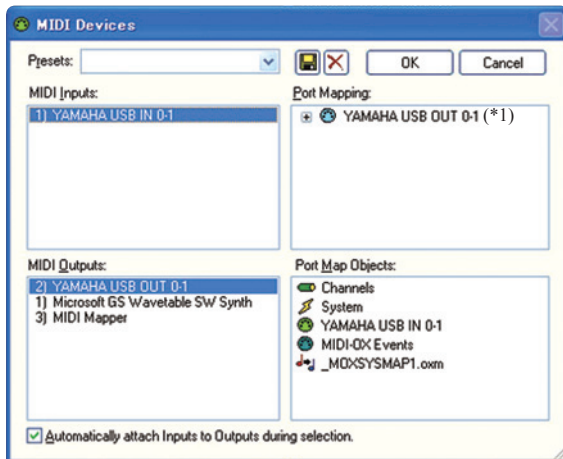 MIDI Devices
Presets:
OK
Cancel
MIDI Inputs:
1) YAMAHA USB IN 0-1
Port Mapping:
YAMAHA USB OUT 0-1 (*1)
MIDI Outputs:
2) YAMAHA USB OUT 0-1
1) Microsoft GS Wavetable SW Synth
3) MIDI Mapper
Port Map Objects:
Channels
System
YAMAHA USB IN 0-1
MIDI-OX Events
_MOXSYSMAP1.oxm
Automatically attach Inputs to Outputs during selection.